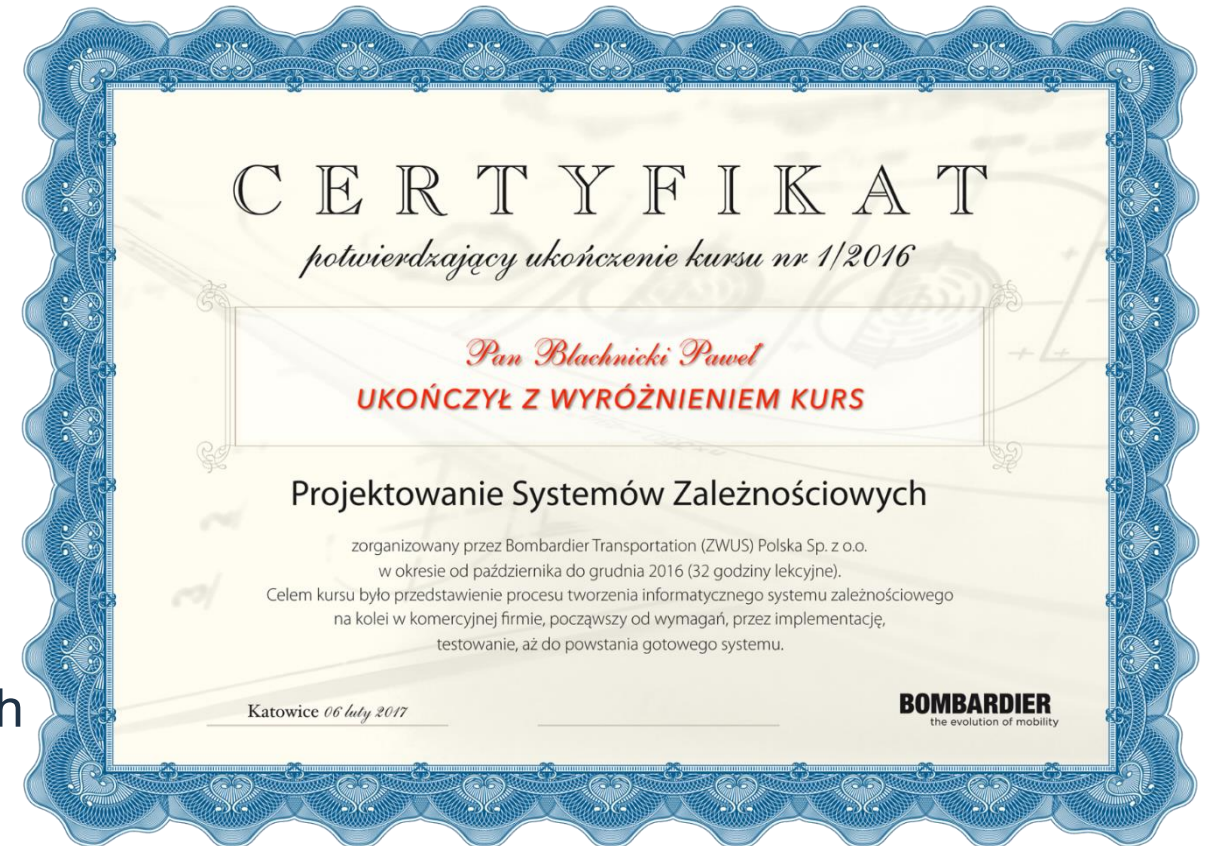 CERTYFIKAT
potwierdzający ukończenie kursu nr 1/2016
Pan Blachnicki Paweł
UKOŃCZYŁ Z WYRÓŻNIENIEM KURS
Projektowanie Systemów Zależnościowych
zorganizowany przez Bombardier Transportation (ZWUS) Polska Sp. z o.o.
w okresie od października do grudnia 2016 (32 godziny lekcyjne).
Celem kursu było przedstawienie procesu tworzenia informatycznego systemu zależnościowego
na kolei w komercyjnej firmie, począwszy od wymagań, przez implementację,
testowanie, aż do powstania gotowego systemu.
h
Katowice 06 luty 2017
BOMBARDIER
the evolution of mobility